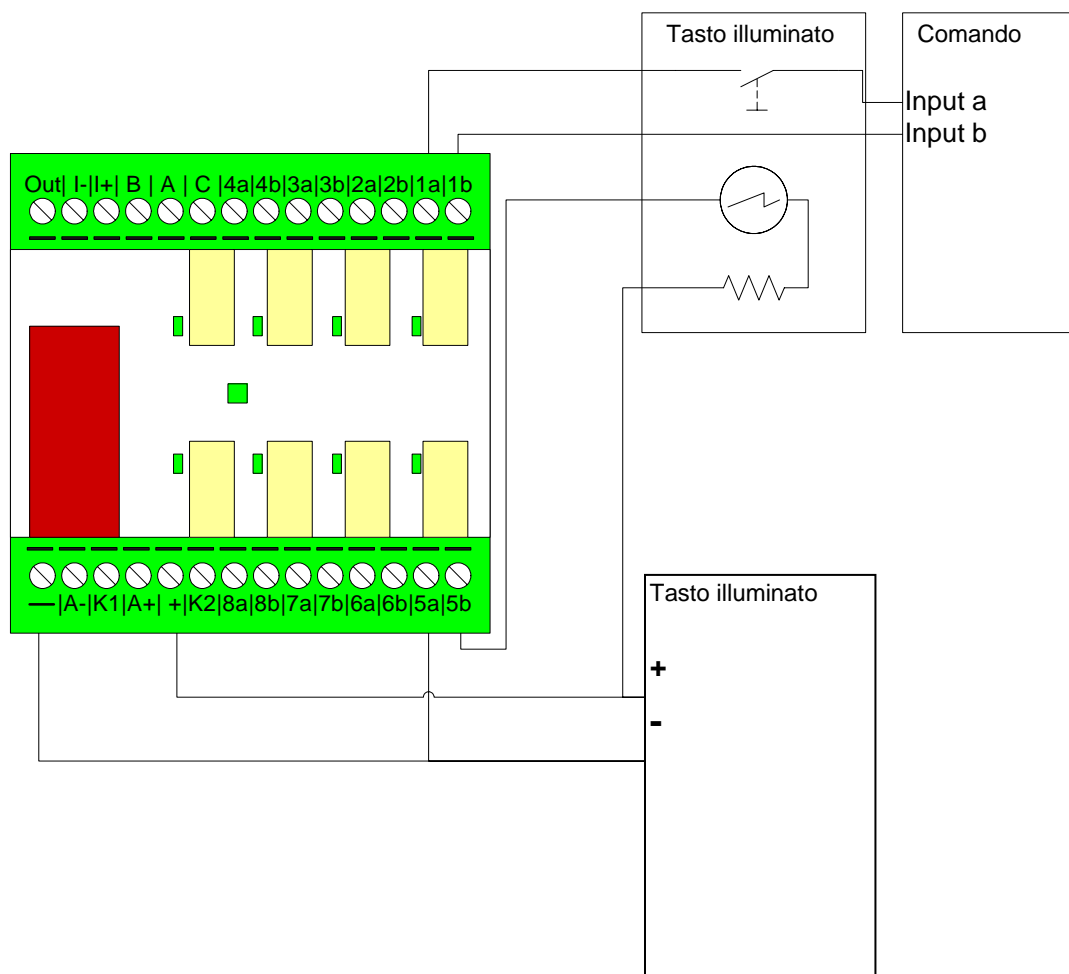 Tasto illuminato
Comando
Input a
Input b
Out| I-|I+| B | A | C |4a|4b|3a|3b|2a|2b|1a|1b
—|A-|K1|A+| +|K2|8a|8b|7a|7b|6a|6b|5a|5b
Tasto illuminato
+
-